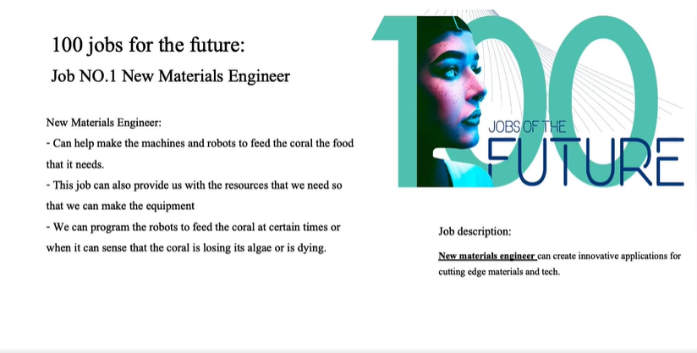 100 jobs for the future:
Job NO.1 New Materials Engineer
New Materials Engineer:
- Can help make the machines and robots to feed the coral the food
that it needs.
- This job can also provide us with the resources that we need so
that we can make the equipment
- We can program the robots to feed the coral at certain times or
when it can sense that the coral is losing its algae or is dying.
100
JOBS OF THE
FUTURE
Job description:
New materials engineer can create innovative applications for
cutting edge materials and tech.